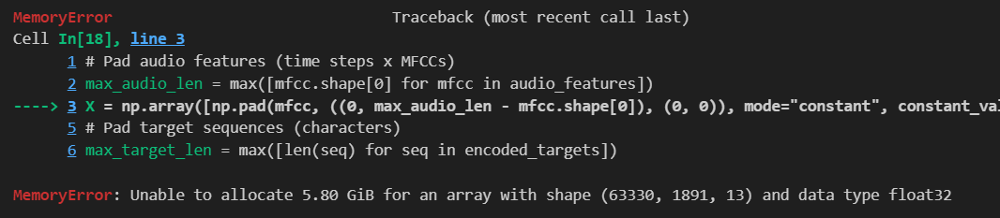 MemoryError Traceback (most recent call last)
Cell In[18], line 3
1 # Pad audio features (time steps x MFCCs)
2 max_audio_len = max([mfcc.shape[0] for mfcc in audio_features])
----> 3 X = np.array([np.pad(mfcc, ((0, max_audio_len - mfcc.shape[0]), (0, 0)), mode="constant", constant_val
5 # Pad target sequences (characters)
6 max_target_len = max([len(seq) for seq in encoded_targets])
MemoryError: Unable to allocate 5.80 GiB for an array with shape (63330, 1891, 13) and data type float32